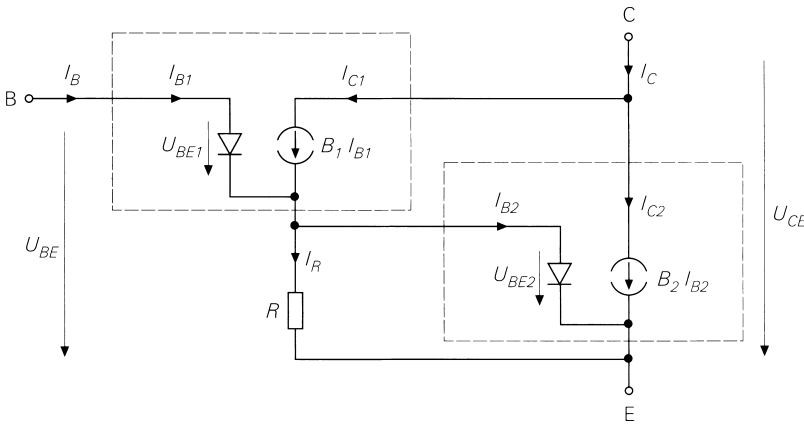 C
I_B
I_B1
I_C1
I_C
B
U_BE1
B_1 I_B1
I_B2
I_C2
U_CE
U_BE
I_R
U_BE2
B_2 I_B2
R
E